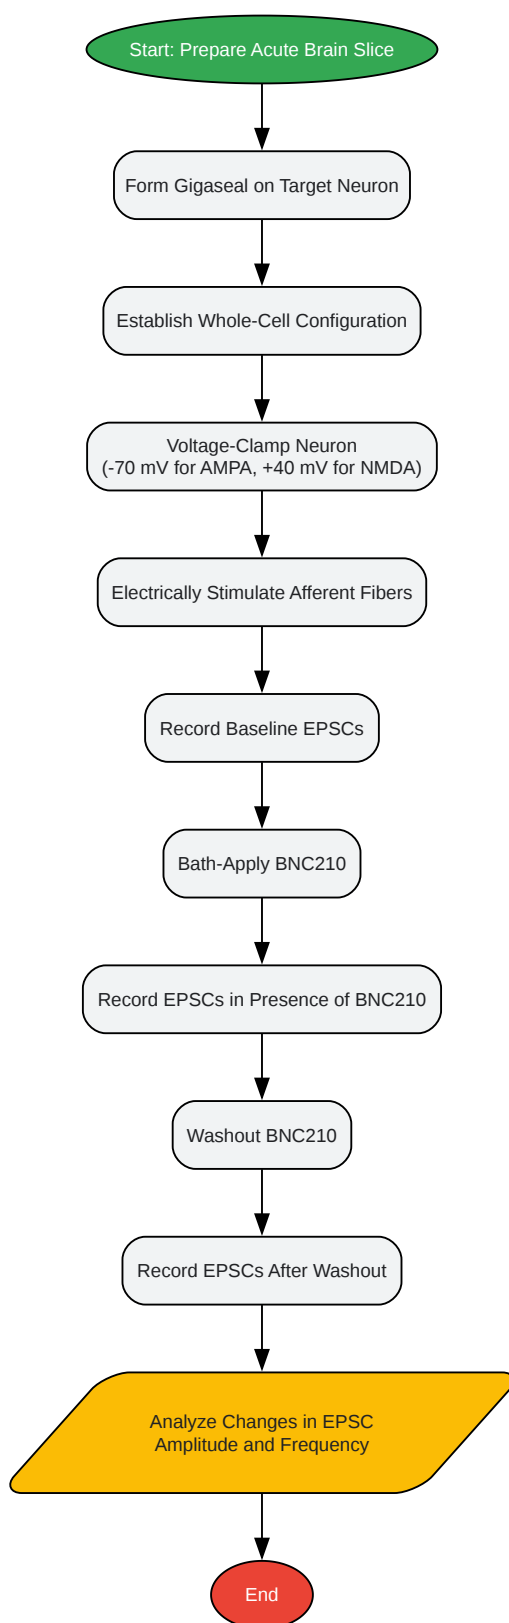 Start: Prepare Acute Brain Slice
Form Gigaseal on Target Neuron
Establish Whole-Cell Configuration
Voltage-Clamp Neuron
(-70 mV for AMPA, +40 mV for NMDA)
Electrically Stimulate Afferent Fibers
Record Baseline EPSCs
Bath-Apply BNC210
Record EPSCs in Presence of BNC210
Washout BNC210
Record EPSCs After Washout
Analyze Changes in EPSC
Amplitude and Frequency
End